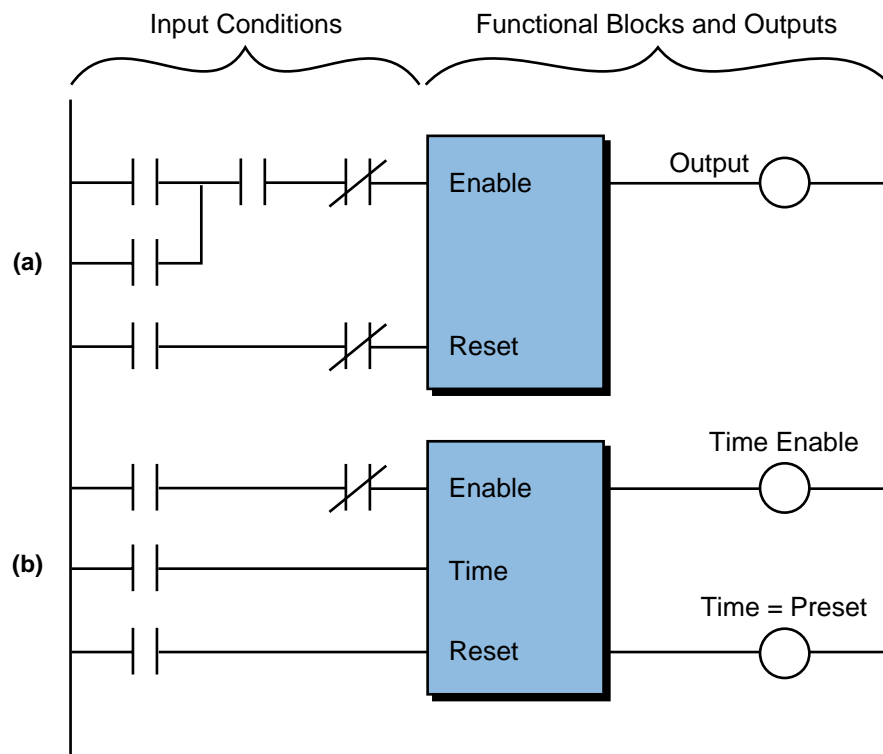 Input Conditions
Functional Blocks and Outputs
Enable
Output
(a)
Reset
Time Enable
Enable
(b)
Time
Time = Preset
Reset